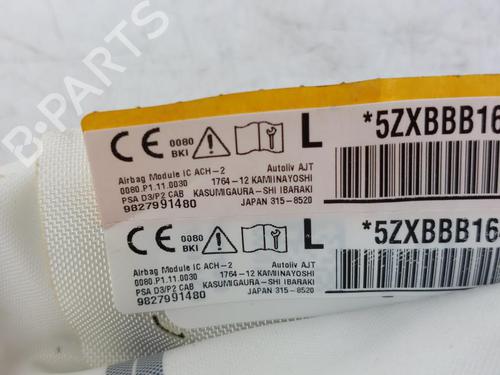 CE 0080 BKI L *5ZXBBB16
Airbag Module IC ACH-2 Autoliv AJT
0080.P1.11.0030 1764-12 KAMINAYOSHI
PSA D3/P2 CAB KASUMIGAURA-SHI IBARAKI
9827991480 JAPAN 315-8520
CE 0080 BKI L *5ZXBBB16
Airbag Module IC ACH-2 Autoliv AJT
0080.P1.11.0030 1764-12 KAMINAYOSHI
PSA D3/P2 CAB KASUMIGAURA-SHI IBARAKI
9827991480 JAPAN 315-8520
B-PARTS